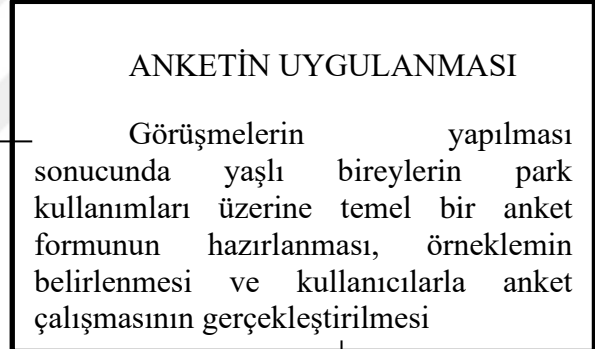 ANKETİN UYGULANMASI
Görüşmelerin yapılması
sonucunda yaşlı bireylerin park
kullanımları üzerine temel bir anket
formunun hazırlanması, örneklemin
belirlenmesi ve kullanıcılarla anket
çalışmasının gerçekleştirilmesi